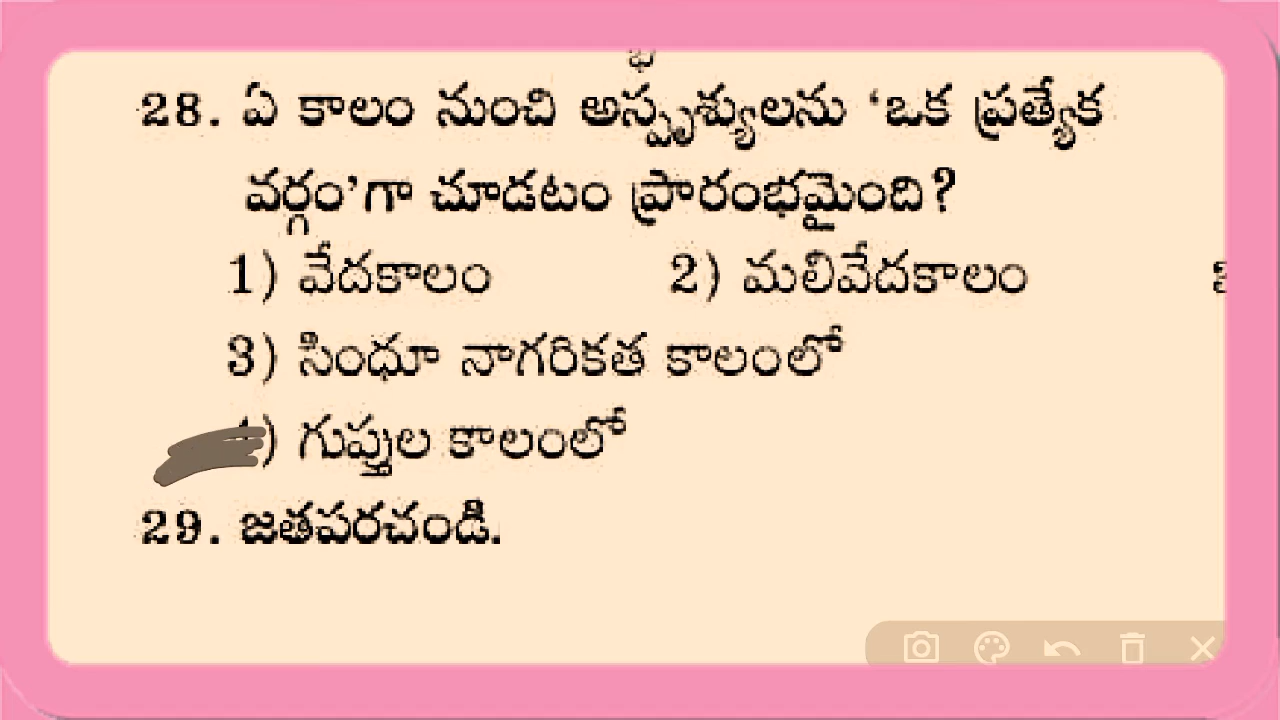 28. ఏ కాలం నుంచి అస్పృశ్యులను ‘ఒక ప్రత్యేక
వర్గం’గా చూడటం ప్రారంభమైంది?
1) వేదకాలం 2) మలివేదకాలం
3) సింధూ నాగరికత కాలంలో
) గుప్తుల కాలంలో
29. జతపరచండి.